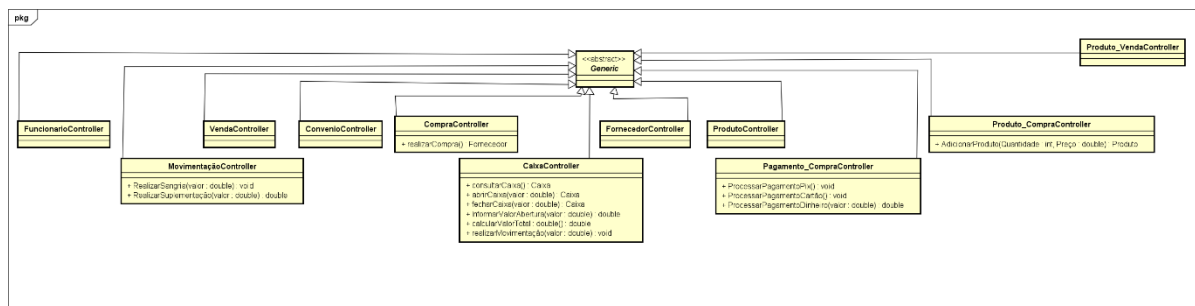 pkg
Produto_VendaController
<<abstract>>
Generic
FuncionarioController
VendaController
ConvenioController
CompraController
+ realizarCompra() : Fornecedor
FornecedorController
ProdutoController
Produto_CompraController
+ AdicionarProduto(Quantidade : int, Preço : double) : Produto
MovimentaçãoController
+ RealizarSangria(valor : double) : void
+ RealizarSuplementação(valor : double) : double
CaixaController
+ consultarCaixa() : Caixa
+ abrirCaixa(valor : double) : Caixa
+ fecharCaixa(valor : double) : Caixa
+ informarValorAbertura(valor : double) : double
+ calcularValorTotal : double() : double
+ realizarMovimentação(valor : double) : void
Pagamento_CompraController
+ ProcessarPagamentoPix() : void
+ ProcessarPagamentoCartão() : void
+ ProcessarPagamentoDinheiro(valor : double) : double